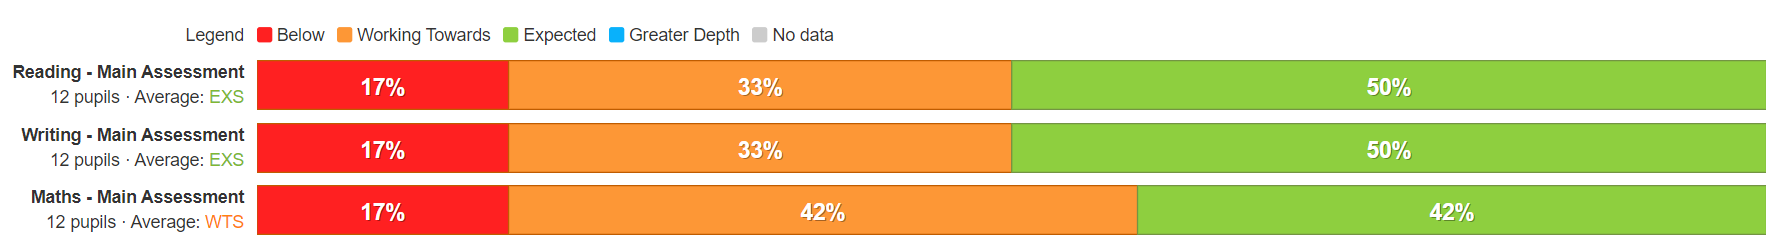 Legend Below Working Towards Expected Greater Depth No data
Reading - Main Assessment
12 pupils · Average: EXS
17% 33% 50%
Writing - Main Assessment
12 pupils · Average: EXS
17% 33% 50%
Maths - Main Assessment
12 pupils · Average: WTS
17% 42% 42%